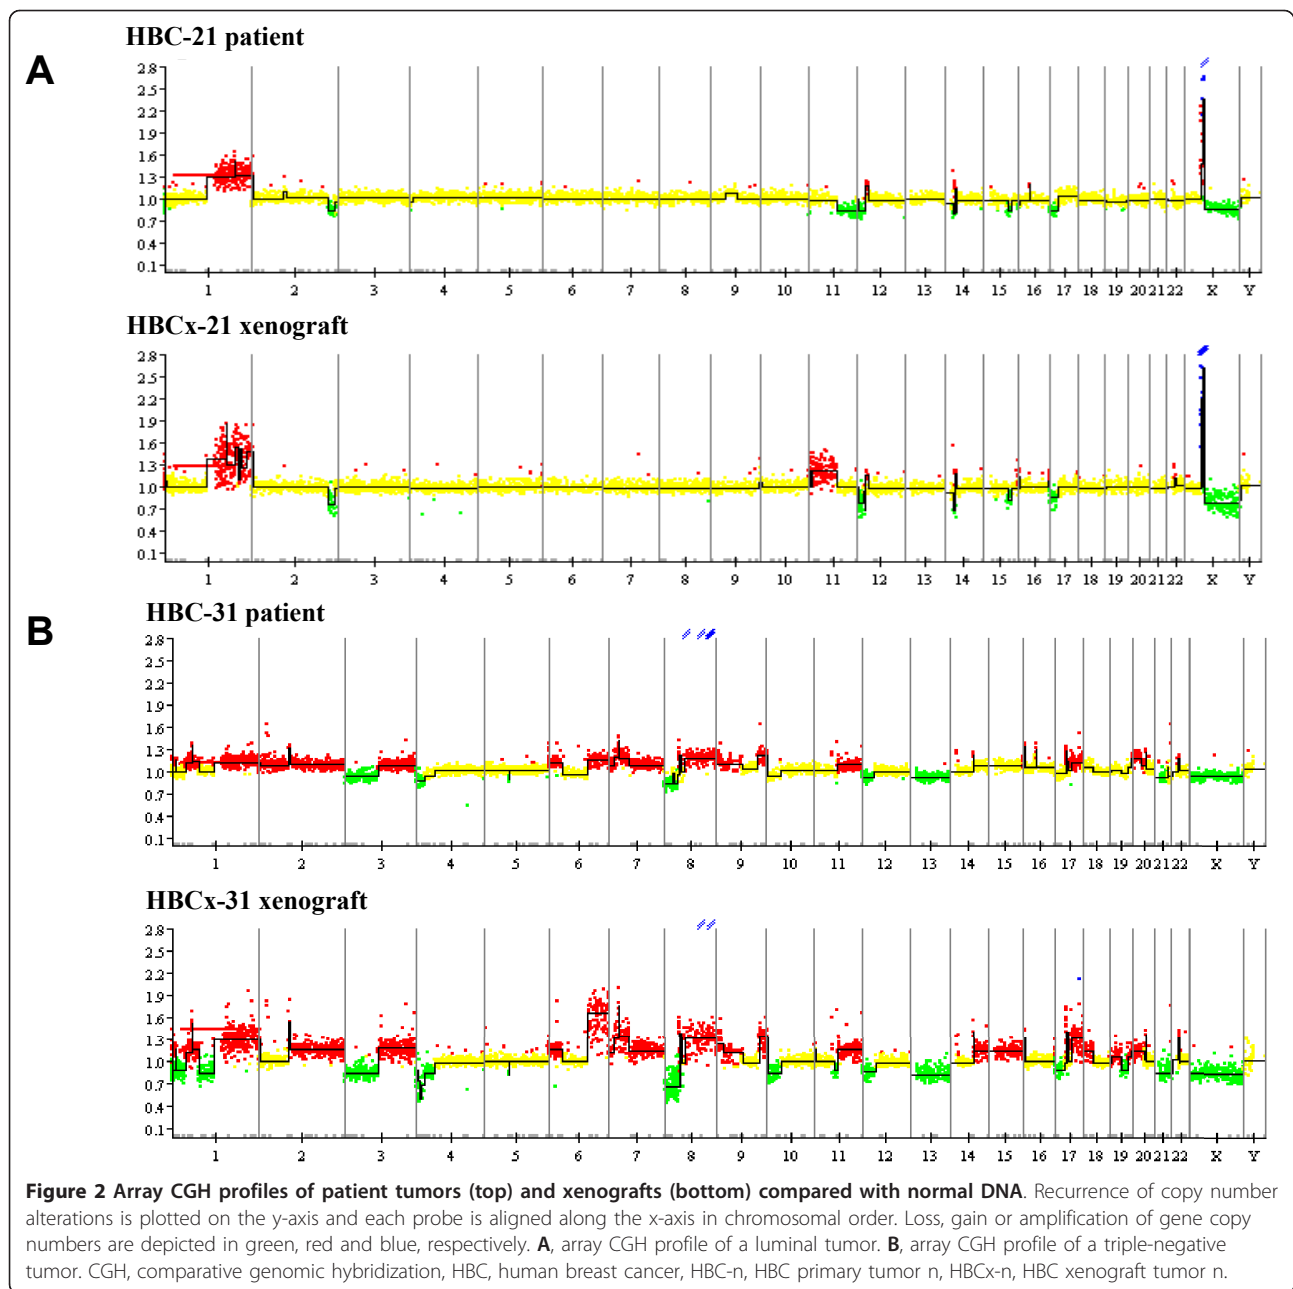 HBC-21 patient
A
2.8
2.5
2.2
1.9
1.6
1.3
1.0
0.7
0.4
0.1
1 2 3 4 5 6 7 8 9 10 11 12 13 14 15 16 17 18 19 20 21 22 X Y
HBCx-21 xenograft
2.8
2.5
2.2
1.9
1.6
1.3
1.0
0.7
0.4
0.1
1 2 3 4 5 6 7 8 9 10 11 12 13 14 15 16 17 18 19 20 21 22 X Y
HBC-31 patient
B
2.8
2.5
2.2
1.9
1.6
1.3
1.0
0.7
0.4
0.1
1 2 3 4 5 6 7 8 9 10 11 12 13 14 15 16 17 18 19 20 21 22 X Y
HBCx-31 xenograft
2.8
2.5
2.2
1.9
1.6
1.3
1.0
0.7
0.4
0.1
1 2 3 4 5 6 7 8 9 10 11 12 13 14 15 16 17 18 19 20 21 22 X Y
Figure 2 Array CGH profiles of patient tumors (top) and xenografts (bottom) compared with normal DNA. Recurrence of copy number
alterations is plotted on the y-axis and each probe is aligned along the x-axis in chromosomal order. Loss, gain or amplification of gene copy
numbers are depicted in green, red and blue, respectively. A, array CGH profile of a luminal tumor. B, array CGH profile of a triple-negative
tumor. CGH, comparative genomic hybridization, HBC, human breast cancer, HBC-n, HBC primary tumor n, HBCx-n, HBC xenograft tumor n.